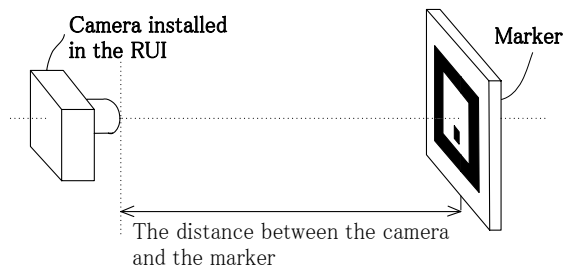 Camera installed
in the RUI
Marker
The distance between the camera
and the marker